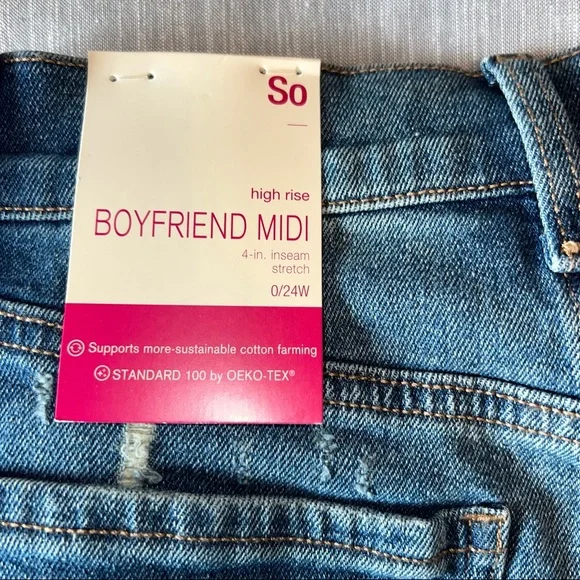 So
high rise
BOYFRIEND MIDI
4-in. inseam
stretch
0/24W
Supports more-sustainable cotton farming
STANDARD 100 by OEKO-TEX®